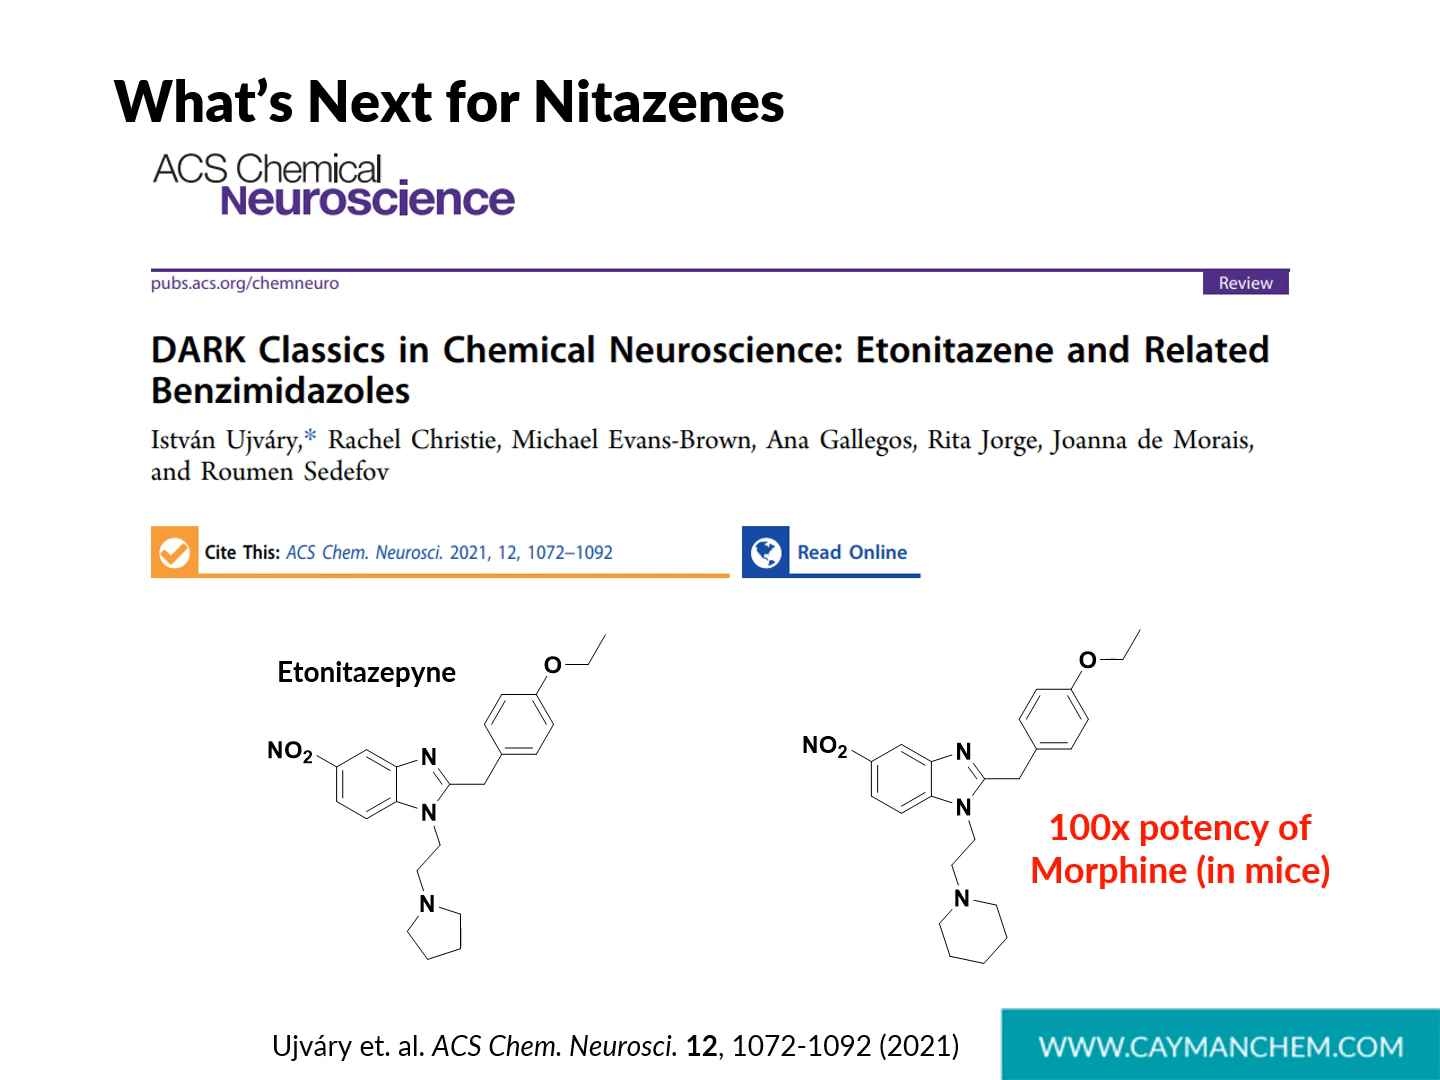 What’s Next for Nitazenes
ACS Chemical
Neuroscience
pubs.acs.org/chemneuro
Review
DARK Classics in Chemical Neuroscience: Etonitazene and Related
Benzimidazoles
István Ujváry,* Rachel Christie, Michael Evans-Brown, Ana Gallegos, Rita Jorge, Joanna de Morais,
and Roumen Sedefov
Cite This: ACS Chem. Neurosci. 2021, 12, 1072–1092
Read Online
Etonitazepyne
O
NO2
N
N
N
O
NO2
N
N
N
100x potency of
Morphine (in mice)
Ujváry et. al. ACS Chem. Neurosci. 12, 1072-1092 (2021)
WWW.CAYMANCHEM.COM